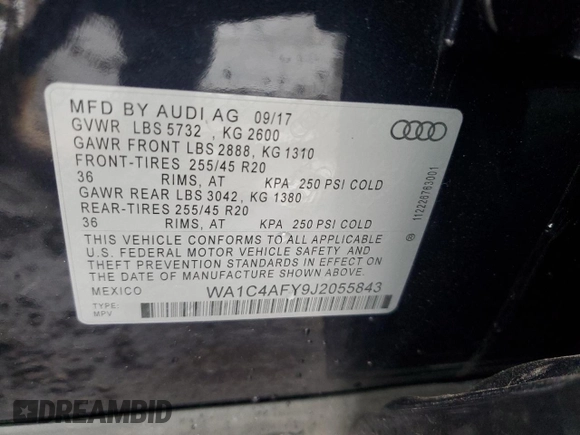 MFD BY AUDI AG 09/17
GVWR LBS 5732 , KG 2600
GAWR FRONT LBS 2888, KG 1310
FRONT-TIRES 255/45 R20
36 RIMS, AT KPA 250 PSI COLD
GAWR REAR LBS 3042, KG 1380
REAR-TIRES 255/45 R20
36 RIMS, AT KPA 250 PSI COLD
THIS VEHICLE CONFORMS TO ALL APPLICABLE
U.S. FEDERAL MOTOR VEHICLE SAFETY AND
THEFT PREVENTION STANDARDS IN EFFECT ON
THE DATE OF MANUFACTURE SHOWN ABOVE.
MEXICO WA1C4AFY9J2055843
TYPE:
MPV
112226763001
®
DREAMBID